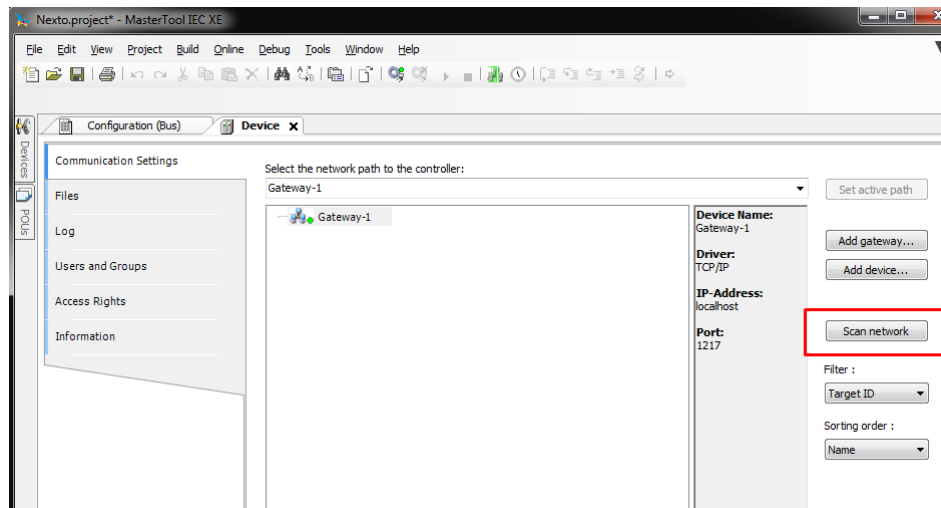 Nexto.project* - MasterTool IEC XE
File Edit View Project Build Online Debug Tools Window Help
Configuration (Bus) Device
Devices
POUs
Communication Settings
Files
Log
Users and Groups
Access Rights
Information
Select the network path to the controller:
Gateway-1
Gateway-1
Device Name:
Gateway-1
Driver:
TCP/IP
IP-Address:
localhost
Port:
1217
Set active path
Add gateway...
Add device...
Scan network
Filter :
Target ID
Sorting order :
Name